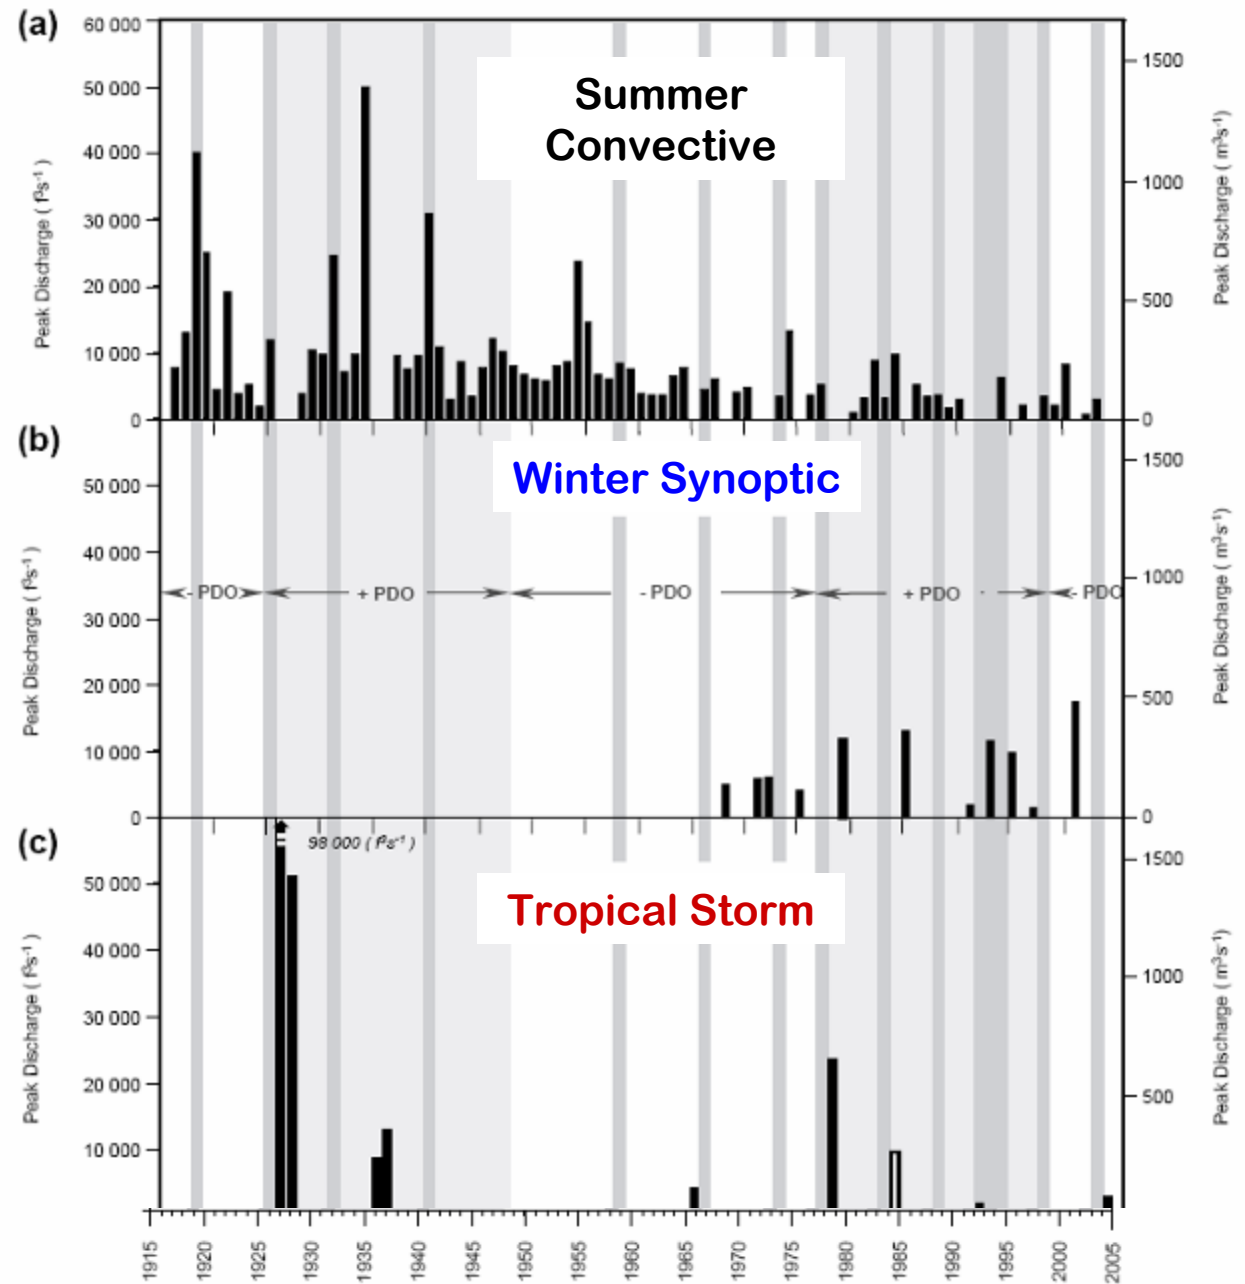 (a)
60 000
50 000
40 000
30 000
20 000
10 000
0
Peak Discharge ( f³s⁻¹ )
Summer
Convective
1500
1000
500
0
Peak Discharge ( m³s⁻¹ )
(b)
50 000
40 000
30 000
20 000
10 000
0
Peak Discharge ( f³s⁻¹ )
Winter Synoptic
- PDO
+ PDO
- PDO
+ PDO
- PDO
1500
1000
500
0
Peak Discharge ( m³s⁻¹ )
(c)
98 000 ( f³s⁻¹ )
50 000
40 000
30 000
20 000
10 000
Peak Discharge ( f³s⁻¹ )
Tropical Storm
1500
1000
500
Peak Discharge ( m³s⁻¹ )
1915
1920
1925
1930
1935
1940
1945
1950
1955
1960
1965
1970
1975
1980
1985
1990
1995
2000
2005